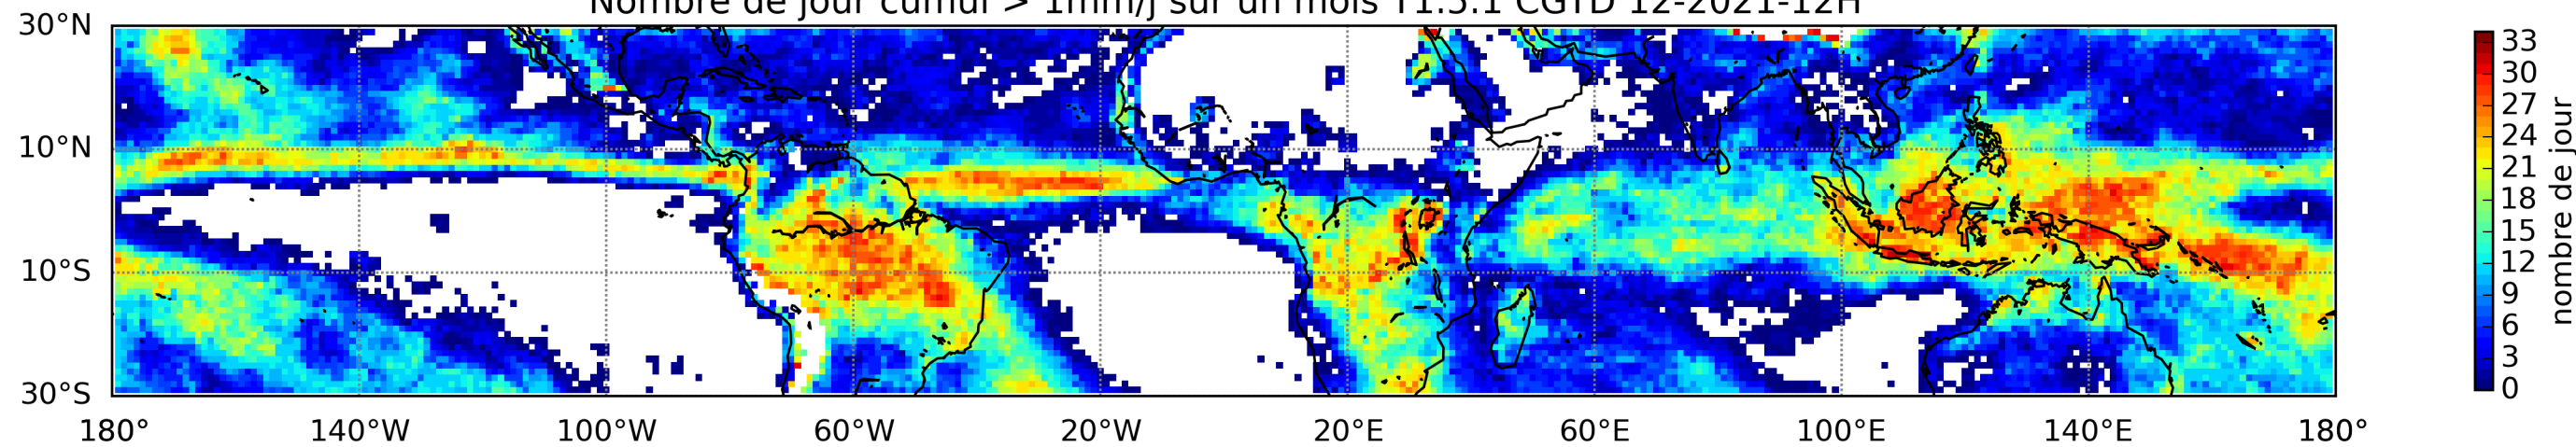 Nombre de jour cumul > 1mm/j sur un mois T1.5.1 CGTD 12-2021-12H
30°N
10°N
10°S
30°S
180° 140°W 100°W 60°W 20°W 20°E 60°E 100°E 140°E 180°
33
30
27
24
21
18
15
12
9
6
3
0
nombre de jour